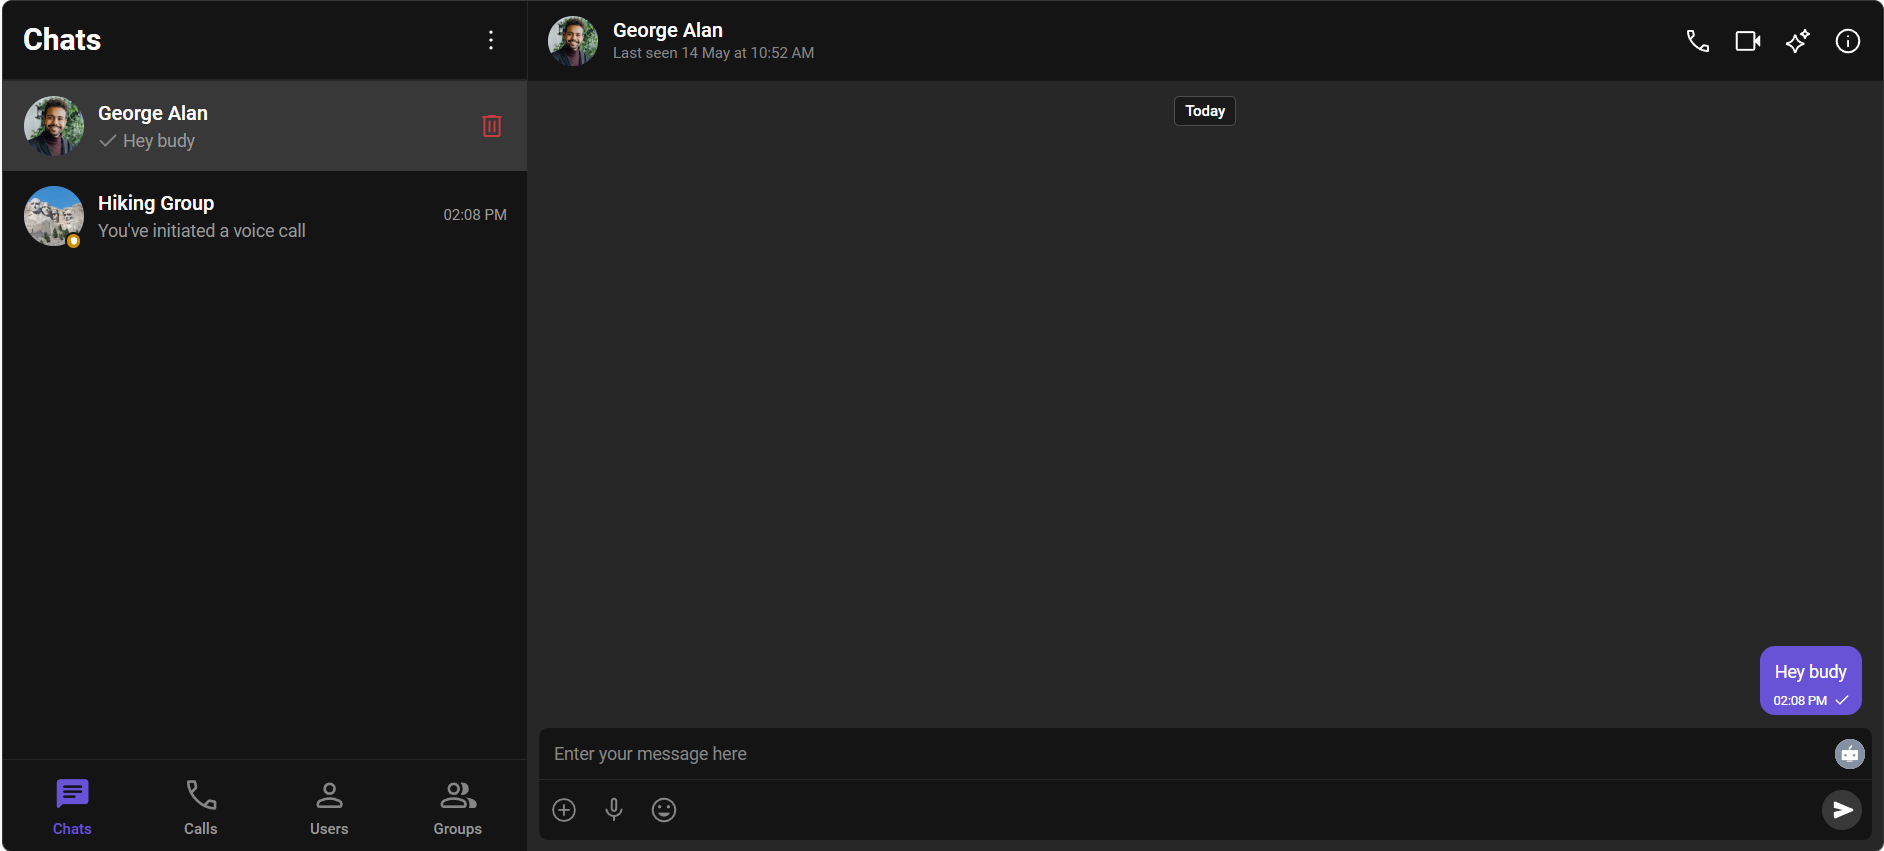 Chats
George Alan
Hey budy
Hiking Group
You've initiated a voice call
02:08 PM
Chats
Calls
Users
Groups
George Alan
Last seen 14 May at 10:52 AM
Today
Hey budy
02:08 PM
Enter your message here